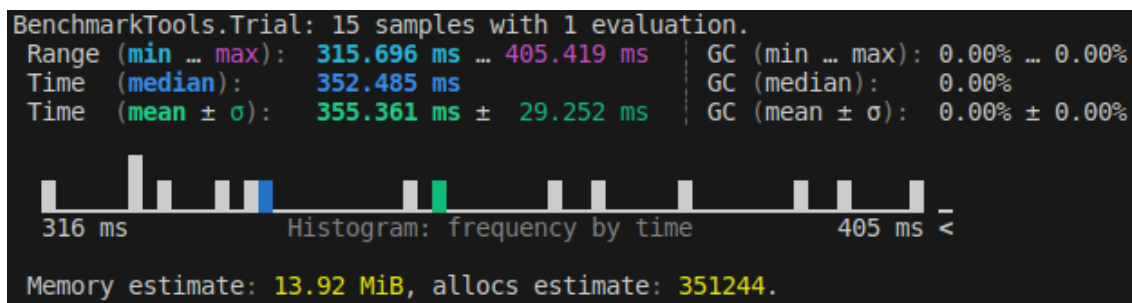 BenchmarkTools.Trial: 15 samples with 1 evaluation.
Range (min … max): 315.696 ms … 405.419 ms ┊ GC (min … max): 0.00% … 0.00%
Time (median): 352.485 ms ┊ GC (median): 0.00%
Time (mean ± σ): 355.361 ms ± 29.252 ms ┊ GC (mean ± σ): 0.00% ± 0.00%
316 ms Histogram: frequency by time 405 ms <
Memory estimate: 13.92 MiB, allocs estimate: 351244.